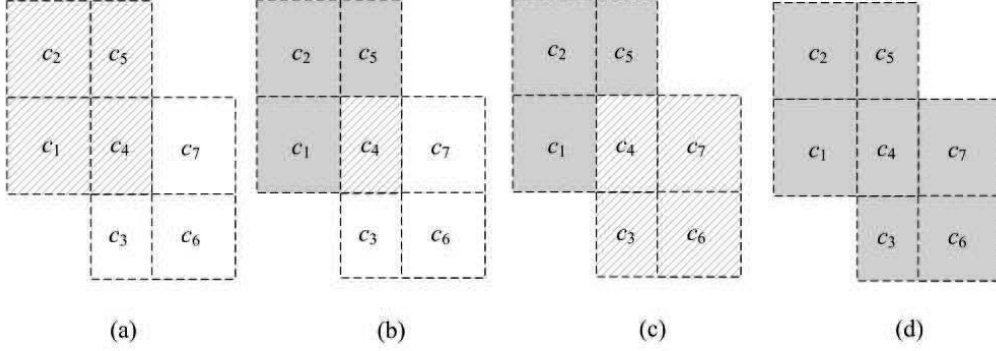 c2 c5 c2 c5 c2 c5 c2 c5
c1 c4 c7 c1 c4 c7 c1 c4 c7 c1 c4 c7
c3 c6 c3 c6 c3 c6 c3 c6
(a) (b) (c) (d)